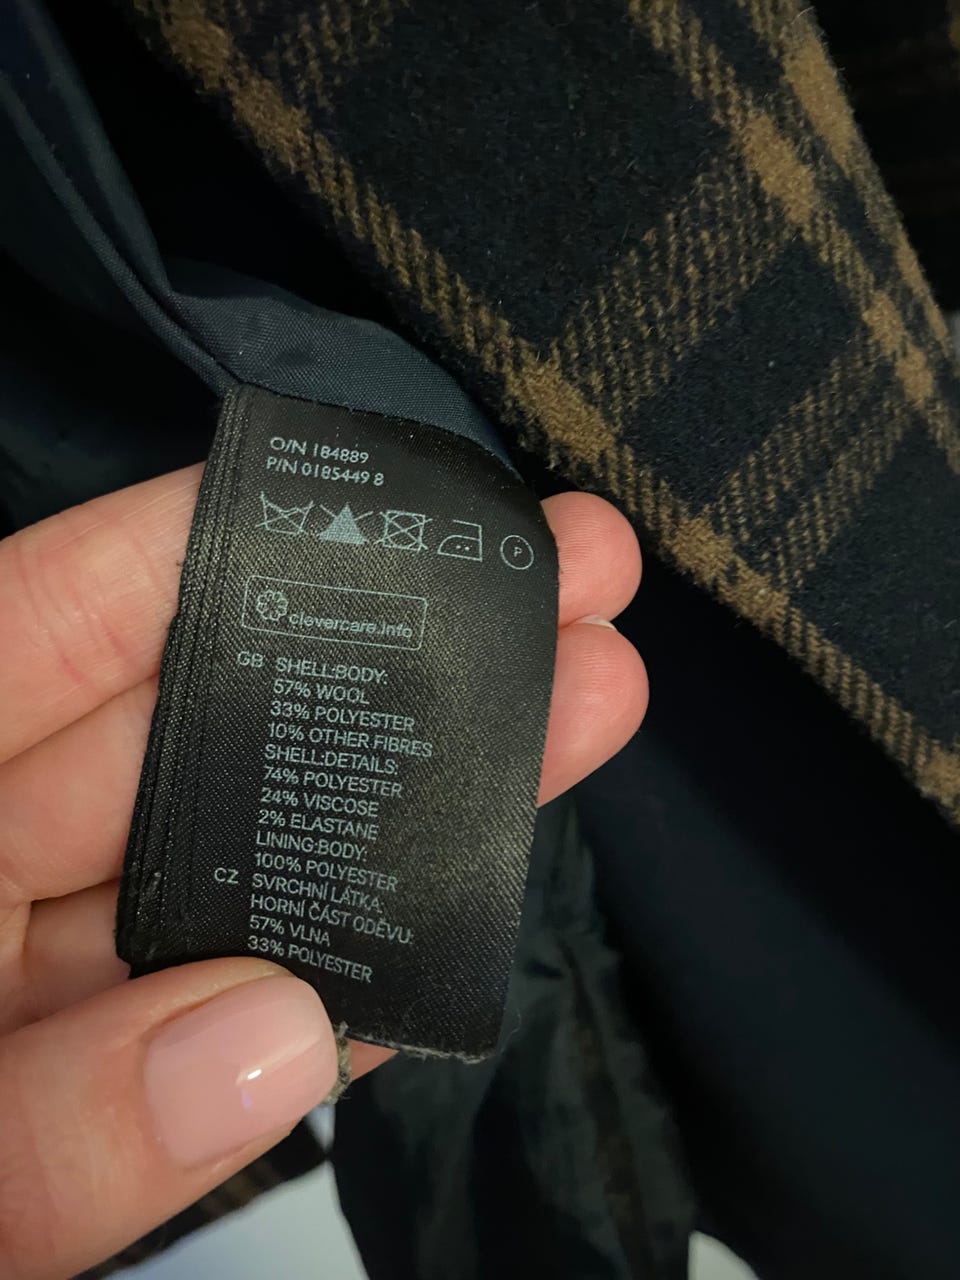 O/N 184889
P/N 0185449 8
P
clevercare.info
GB SHELL:BODY:
57% WOOL
33% POLYESTER
10% OTHER FIBRES
SHELL:DETAILS:
74% POLYESTER
24% VISCOSE
2% ELASTANE
LINING:BODY:
100% POLYESTER
CZ SVRCHNÍ LÁTKA,
HORNÍ ČÁST ODĚVU:
57% VLNA
33% POLYESTER